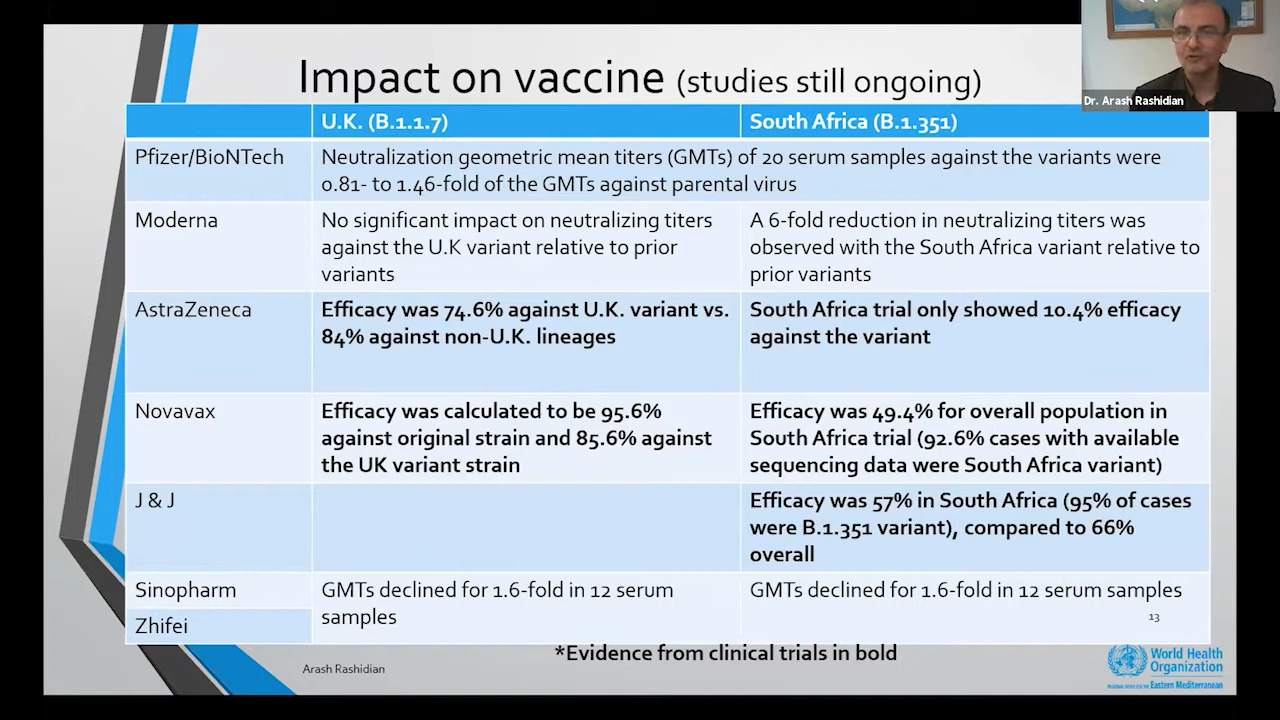 Impact on vaccine (studies still ongoing)
Dr. Arash Rashidian
U.K. (B.1.1.7)
South Africa (B.1.351)
Pfizer/BioNTech
Neutralization geometric mean titers (GMTs) of 20 serum samples against the variants were
0.81- to 1.46-fold of the GMTs against parental virus
Moderna
No significant impact on neutralizing titers
against the U.K variant relative to prior
variants
A 6-fold reduction in neutralizing titers was
observed with the South Africa variant relative to
prior variants
AstraZeneca
Efficacy was 74.6% against U.K. variant vs.
84% against non-U.K. lineages
South Africa trial only showed 10.4% efficacy
against the variant
Novavax
Efficacy was calculated to be 95.6%
against original strain and 85.6% against
the UK variant strain
Efficacy was 49.4% for overall population in
South Africa trial (92.6% cases with available
sequencing data were South Africa variant)
J & J
Efficacy was 57% in South Africa (95% of cases
were B.1.351 variant), compared to 66%
overall
Sinopharm
GMTs declined for 1.6-fold in 12 serum
samples
GMTs declined for 1.6-fold in 12 serum samples
Zhifei
13
*Evidence from clinical trials in bold
Arash Rashidian
World Health
Organization
REGIONAL OFFICE FOR THE Eastern Mediterranean